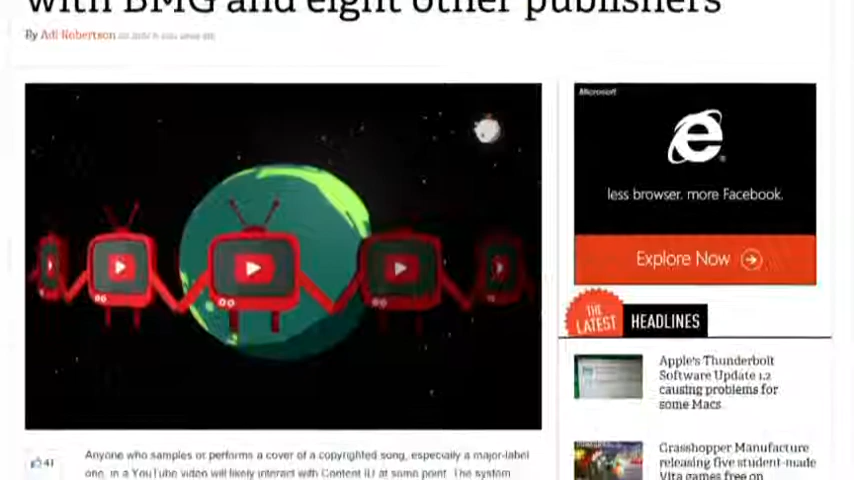 with BMG and eight other publishers
By Adi Robertson
Microsoft
less browser. more Facebook.
Explore Now
THE
LATEST
HEADLINES
Apple's Thunderbolt
Software Update 1.2
causing problems for
some Macs
41
Anyone who samples or performs a cover of a copyrighted song, especially a major-label
one, in a YouTube video will likely interact with Content ID at some point. The system
Grasshopper Manufacture
releasing five student-made
Vita games free on